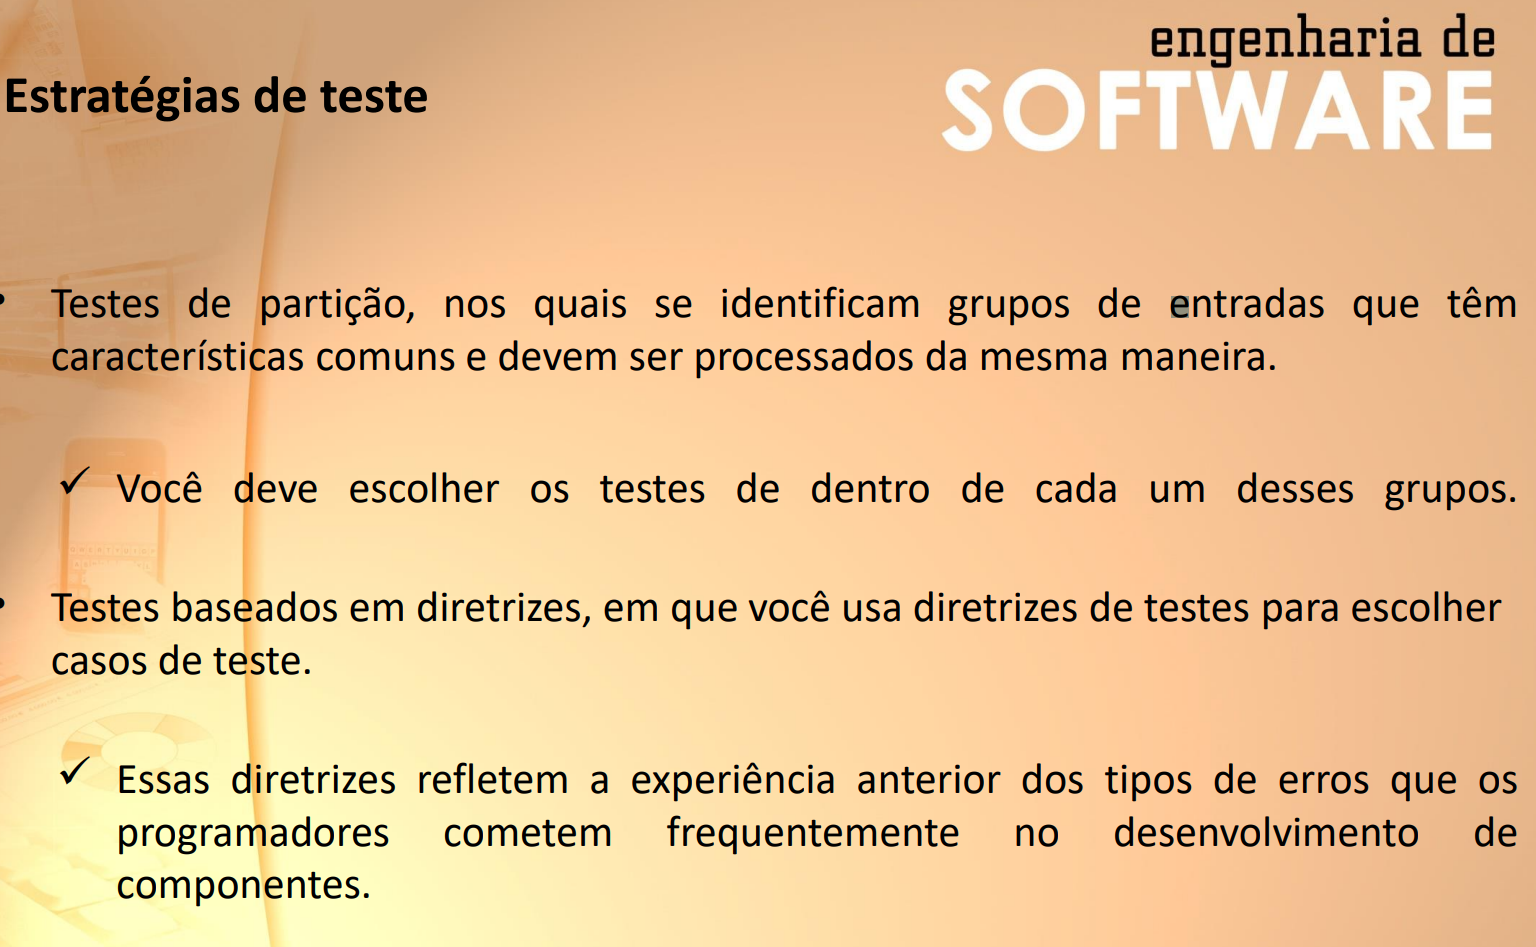 engenharia de
SOFTWARE
Estratégias de teste
• Testes de partição, nos quais se identificam grupos de entradas que têm
características comuns e devem ser processados da mesma maneira.
✓ Você deve escolher os testes de dentro de cada um desses grupos.
• Testes baseados em diretrizes, em que você usa diretrizes de testes para escolher
casos de teste.
✓ Essas diretrizes refletem a experiência anterior dos tipos de erros que os
programadores cometem frequentemente no desenvolvimento de
componentes.